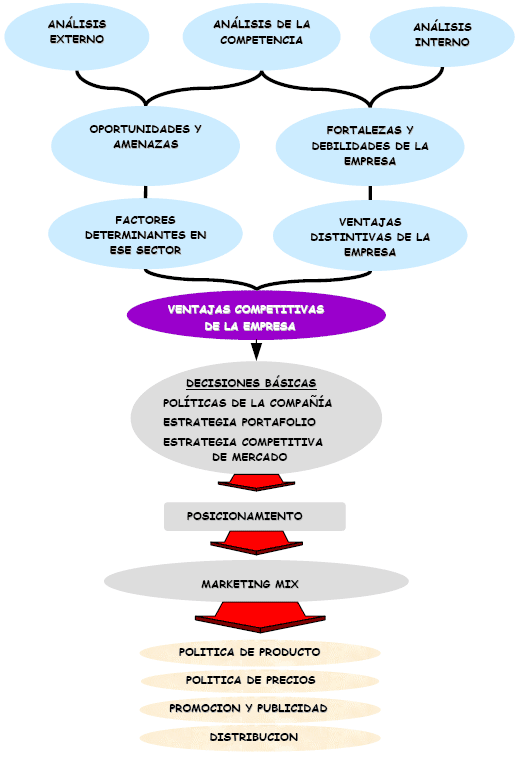 ANÁLISIS
EXTERNO
ANÁLISIS DE LA
COMPETENCIA
ANÁLISIS
INTERNO
OPORTUNIDADES Y
AMENAZAS
FORTALEZAS Y
DEBILIDADES DE LA
EMPRESA
FACTORES
DETERMINANTES EN
ESE SECTOR
VENTAJAS
DISTINTIVAS DE LA
EMPRESA
VENTAJAS COMPETITIVAS
DE LA EMPRESA
DECISIONES BÁSICAS
POLÍTICAS DE LA COMPAÑÍA
ESTRATEGIA PORTAFOLIO
ESTRATEGIA COMPETITIVA
DE MERCADO
POSICIONAMIENTO
MARKETING MIX
POLITICA DE PRODUCTO
POLITICA DE PRECIOS
PROMOCION Y PUBLICIDAD
DISTRIBUCION